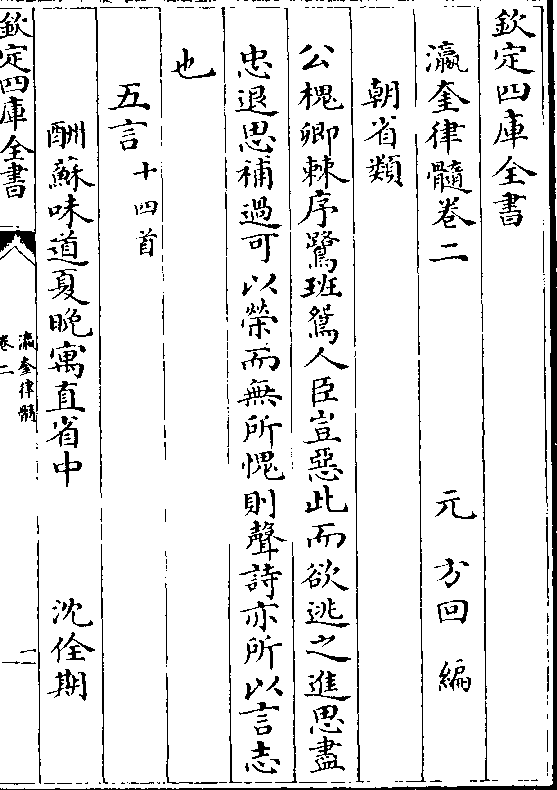 欽定四庫全書
瀛奎律髓卷二
元 方回 編
朝省類
公槐卿棘序鷺班鴛人臣豈惡此而欲逃之進思盡
忠退思補過可以榮而無所愧則聲詩亦所以言志
也
五言十四首
酬蘇味道夏晚寓直省中 沈佺期
欽定四庫全書
瀛奎律髓
卷二
一